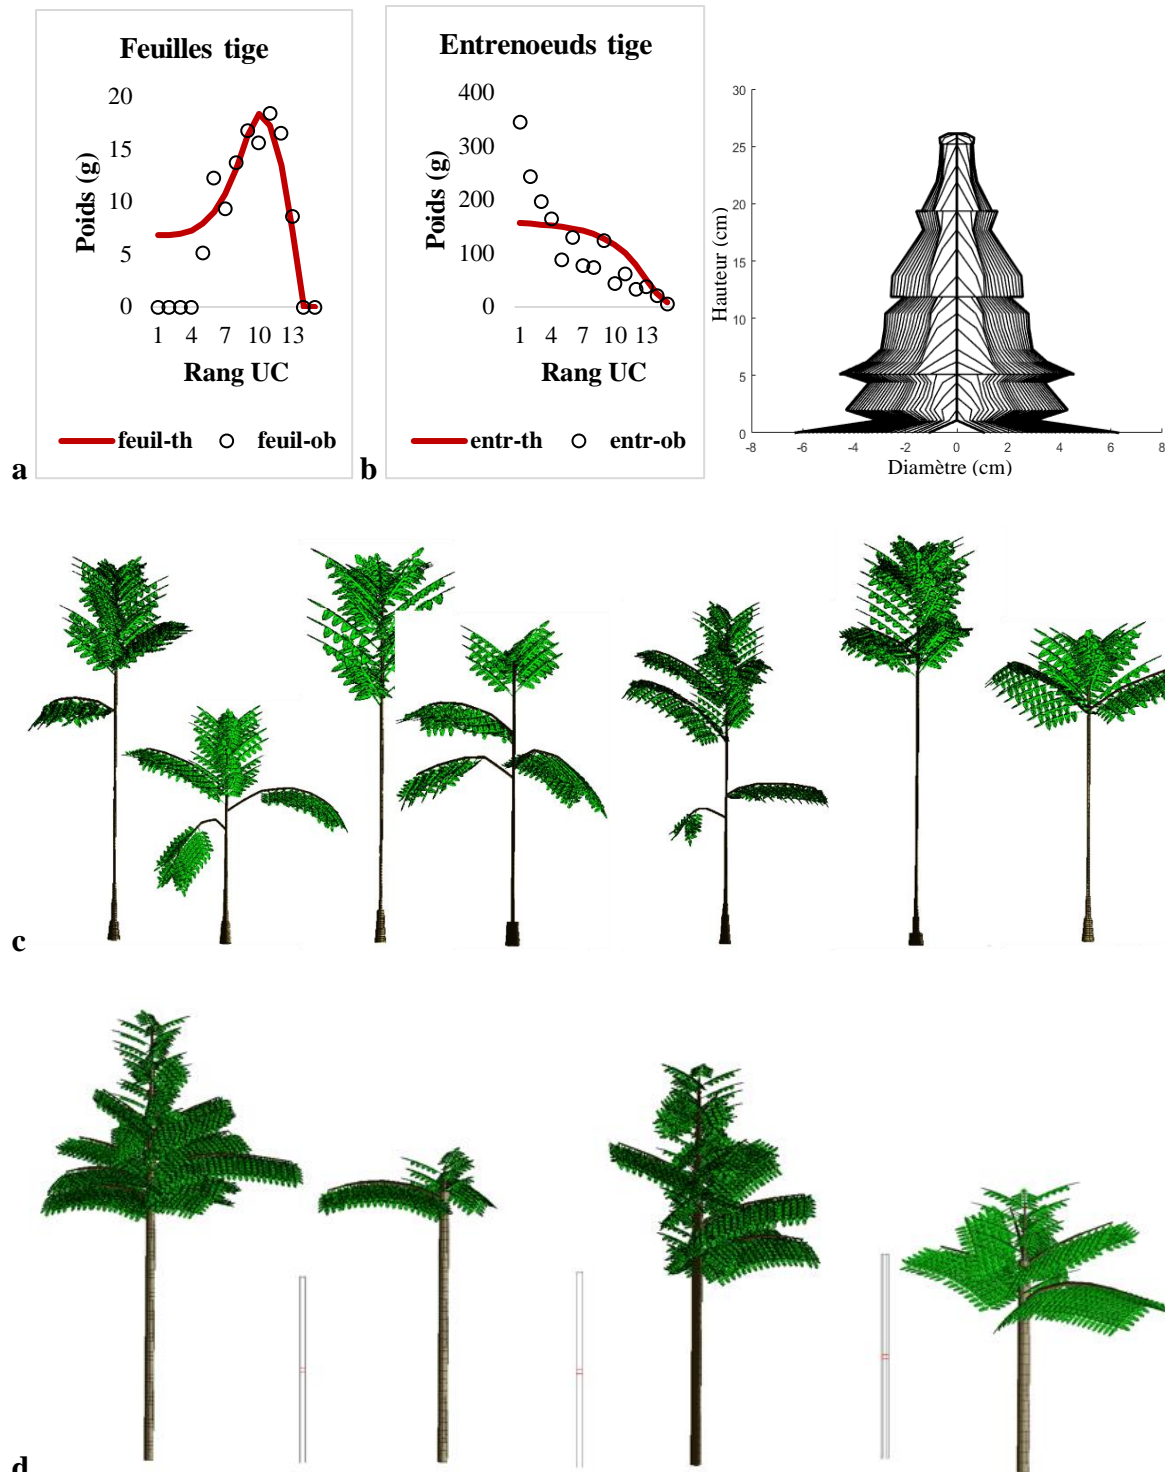 Feuilles tige
20
15
10
5
0
Poids (g)
1 4 7 10 13
Rang UC
feuil-th feuil-ob
a
Entrenoeuds tige
400
300
200
100
0
Poids (g)
1 4 7 10 13
Rang UC
entr-th entr-ob
b
30
25
20
15
10
5
0
Hauteur (cm)
-8 -6 -4 -2 0 2 4 6 8
Diamètre (cm)
c
d